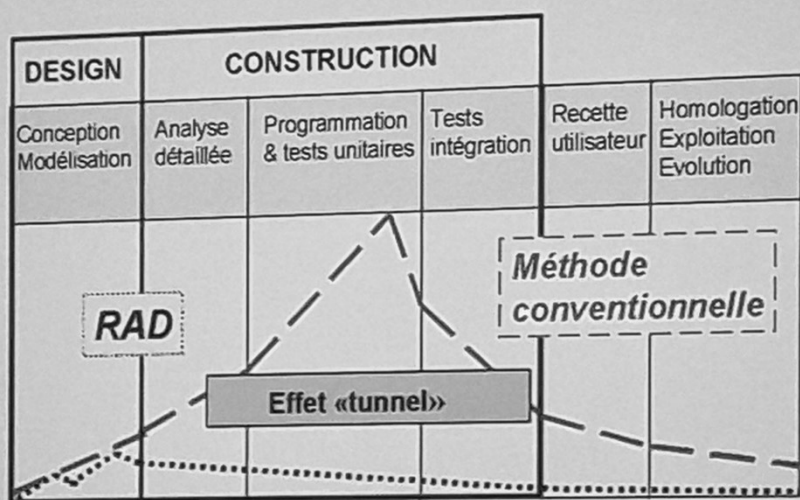 DESIGN
CONSTRUCTION
Conception
Modélisation
Analyse
détaillée
Programmation
& tests unitaires
Tests
intégration
Recette
utilisateur
Homologation
Exploitation
Evolution
RAD
Méthode
conventionnelle
Effet «tunnel»